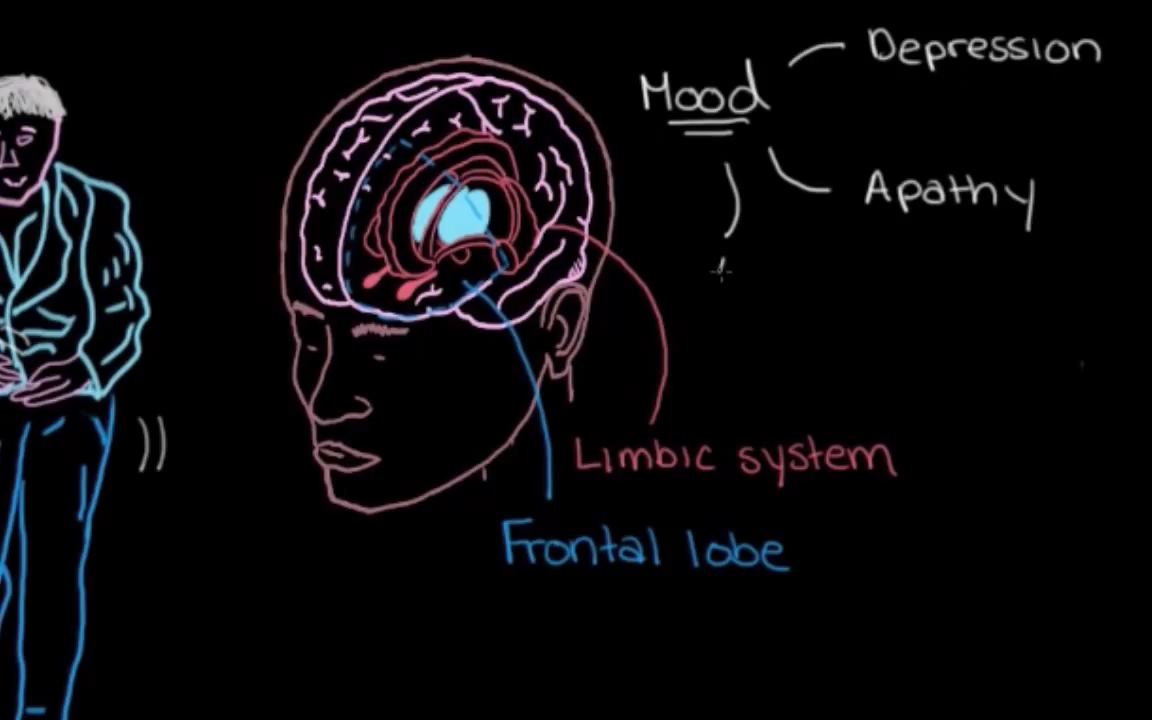 Depression
Mood
Apathy
Limbic system
Frontal lobe